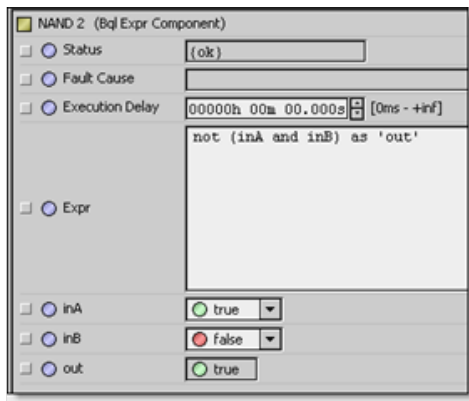 NAND 2 (Bql Expr Component)
Status {ok}
Fault Cause
Execution Delay 00000h 00m 00.000s [0ms - +inf]
Expr not (inA and inB) as 'out'
inA true
inB false
out true